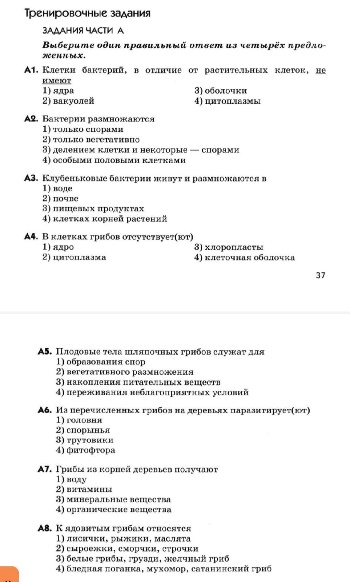 Тренировочные задания
ЗАДАНИЯ ЧАСТИ А
Выберите один правильный ответ из четырёх предло-
женных.
А1. Клетки бактерий, в отличие от растительных клеток, не
имеют
1) ядра 3) оболочки
2) вакуолей 4) цитоплазмы
А2. Бактерии размножаются
1) только спорами
2) только вегетативно
3) делением клетки и некоторые — спорами
4) особыми половыми клетками
А3. Клубеньковые бактерии живут и размножаются в
1) воде
2) почве
3) пищевых продуктах
4) клетках корней растений
А4. В клетках грибов отсутствует(ют)
1) ядро 3) хлоропласты
2) цитоплазма 4) клеточная оболочка
37
А5. Плодовые тела шляпочных грибов служат для
1) образования спор
2) вегетативного размножения
3) накопления питательных веществ
4) переживания неблагоприятных условий
А6. Из перечисленных грибов на деревьях паразитирует(ют)
1) головня
2) спорынья
3) трутовики
4) фитофтора
А7. Грибы из корней деревьев получают
1) воду
2) витамины
3) минеральные вещества
4) органические вещества
А8. К ядовитым грибам относятся
1) лисички, рыжики, маслята
2) сыроежки, сморчки, строчки
3) белые грибы, грузди, желчный гриб
4) бледная поганка, мухомор, сатанинский гриб